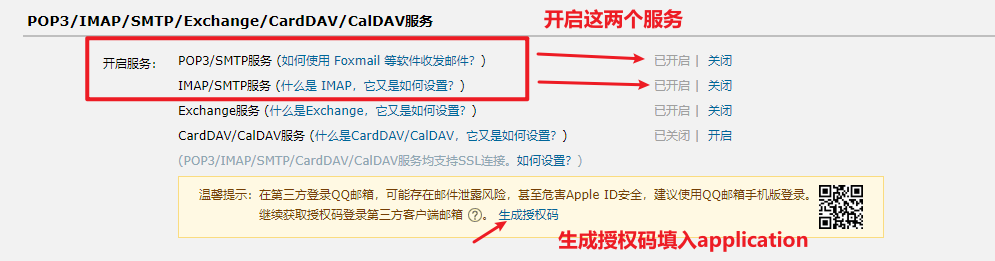 POP3/IMAP/SMTP/Exchange/CardDAV/CalDAV服务
开启这两个服务
开启服务: POP3/SMTP服务 (如何使用 Foxmail 等软件收发邮件? ) 已开启 | 关闭
IMAP/SMTP服务 (什么是 IMAP，它又是如何设置? ) 已开启 | 关闭
Exchange服务 (什么是Exchange，它又是如何设置? ) 已开启 | 关闭
CardDAV/CalDAV服务 (什么是CardDAV/CalDAV，它又是如何设置? ) 已关闭 | 开启
(POP3/IMAP/SMTP/CardDAV/CalDAV服务均支持SSL连接。如何设置? )
温馨提示: 在第三方登录QQ邮箱，可能存在邮件泄露风险，甚至危害Apple ID安全，建议使用QQ邮箱手机版登录。
继续获取授权码登录第三方客户端邮箱 ? 。 生成授权码
生成授权码填入application